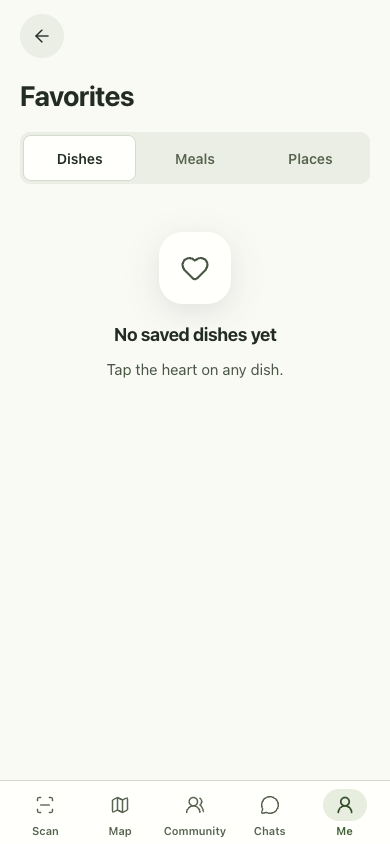 Favorites
Dishes
Meals
Places
No saved dishes yet
Tap the heart on any dish.
Scan
Map
Community
Chats
Me